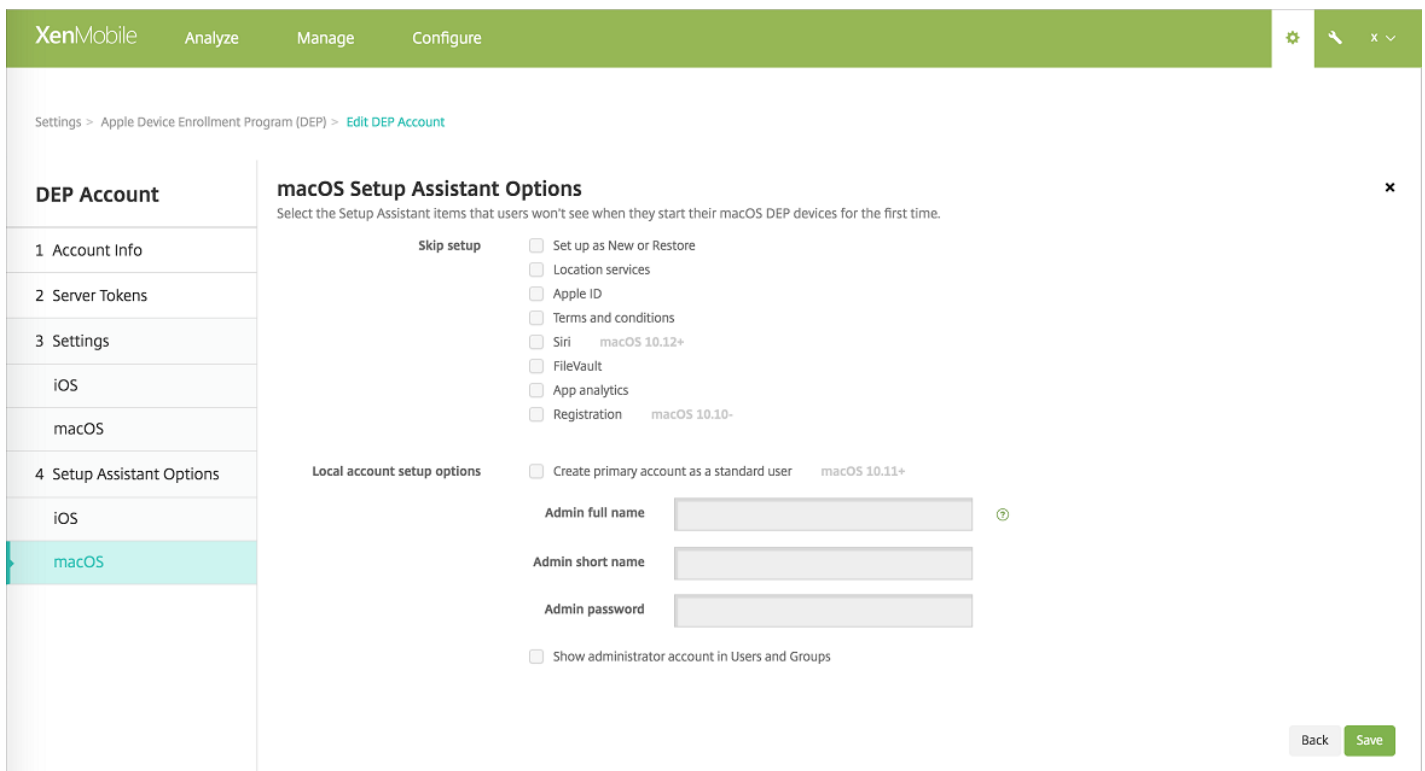 XenMobile Analyze Manage Configure x
Settings > Apple Device Enrollment Program (DEP) > Edit DEP Account
DEP Account
1 Account Info
2 Server Tokens
3 Settings
iOS
macOS
4 Setup Assistant Options
iOS
macOS
macOS Setup Assistant Options
Select the Setup Assistant items that users won't see when they start their macOS DEP devices for the first time.
Skip setup
Set up as New or Restore
Location services
Apple ID
Terms and conditions
Siri macOS 10.12+
FileVault
App analytics
Registration macOS 10.10-
Local account setup options
Create primary account as a standard user macOS 10.11+
Admin full name ?
Admin short name
Admin password
Show administrator account in Users and Groups
Back Save